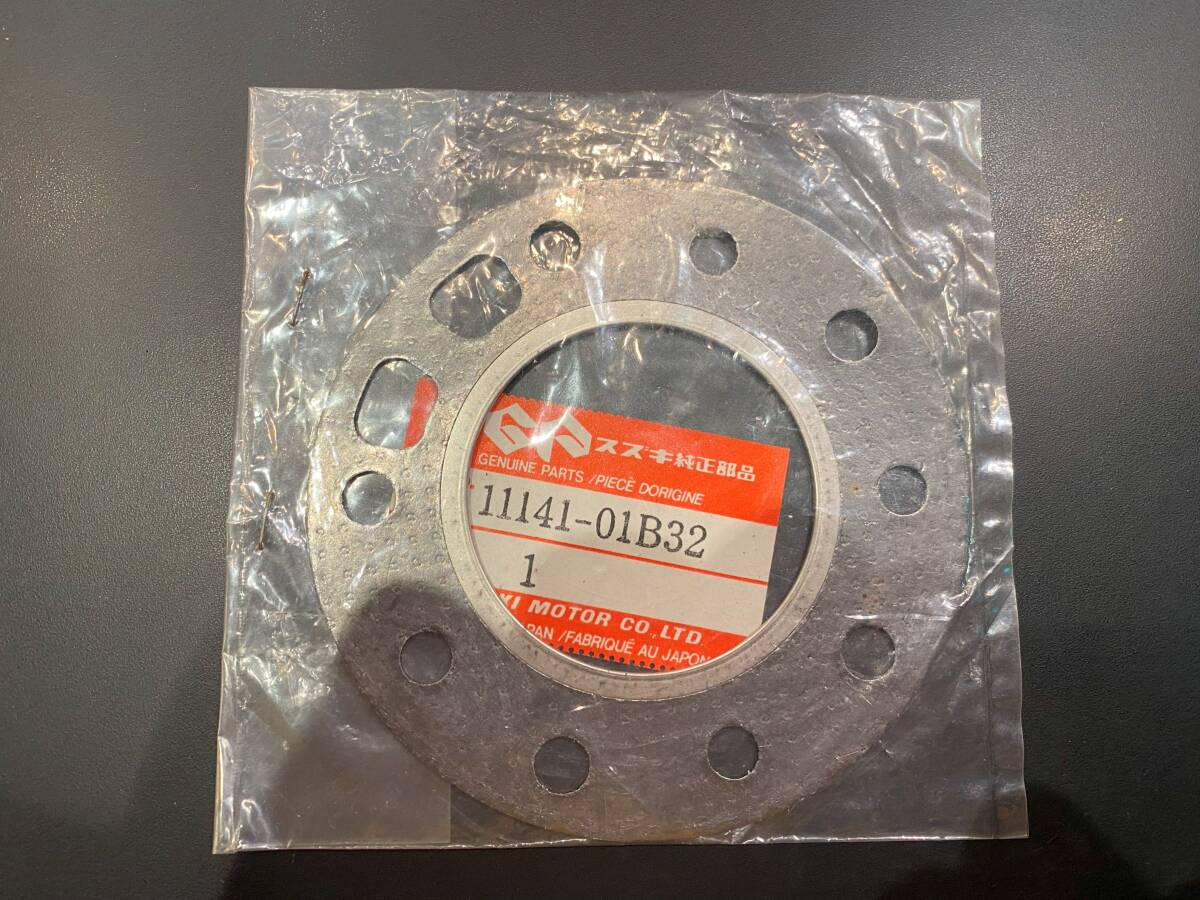 スズキ純正部品
GENUINE PARTS /PIECE DORIGINE
11141-01B32
1
MOTOR CO.,LTD
/FABRIQUÉ AU JAPON